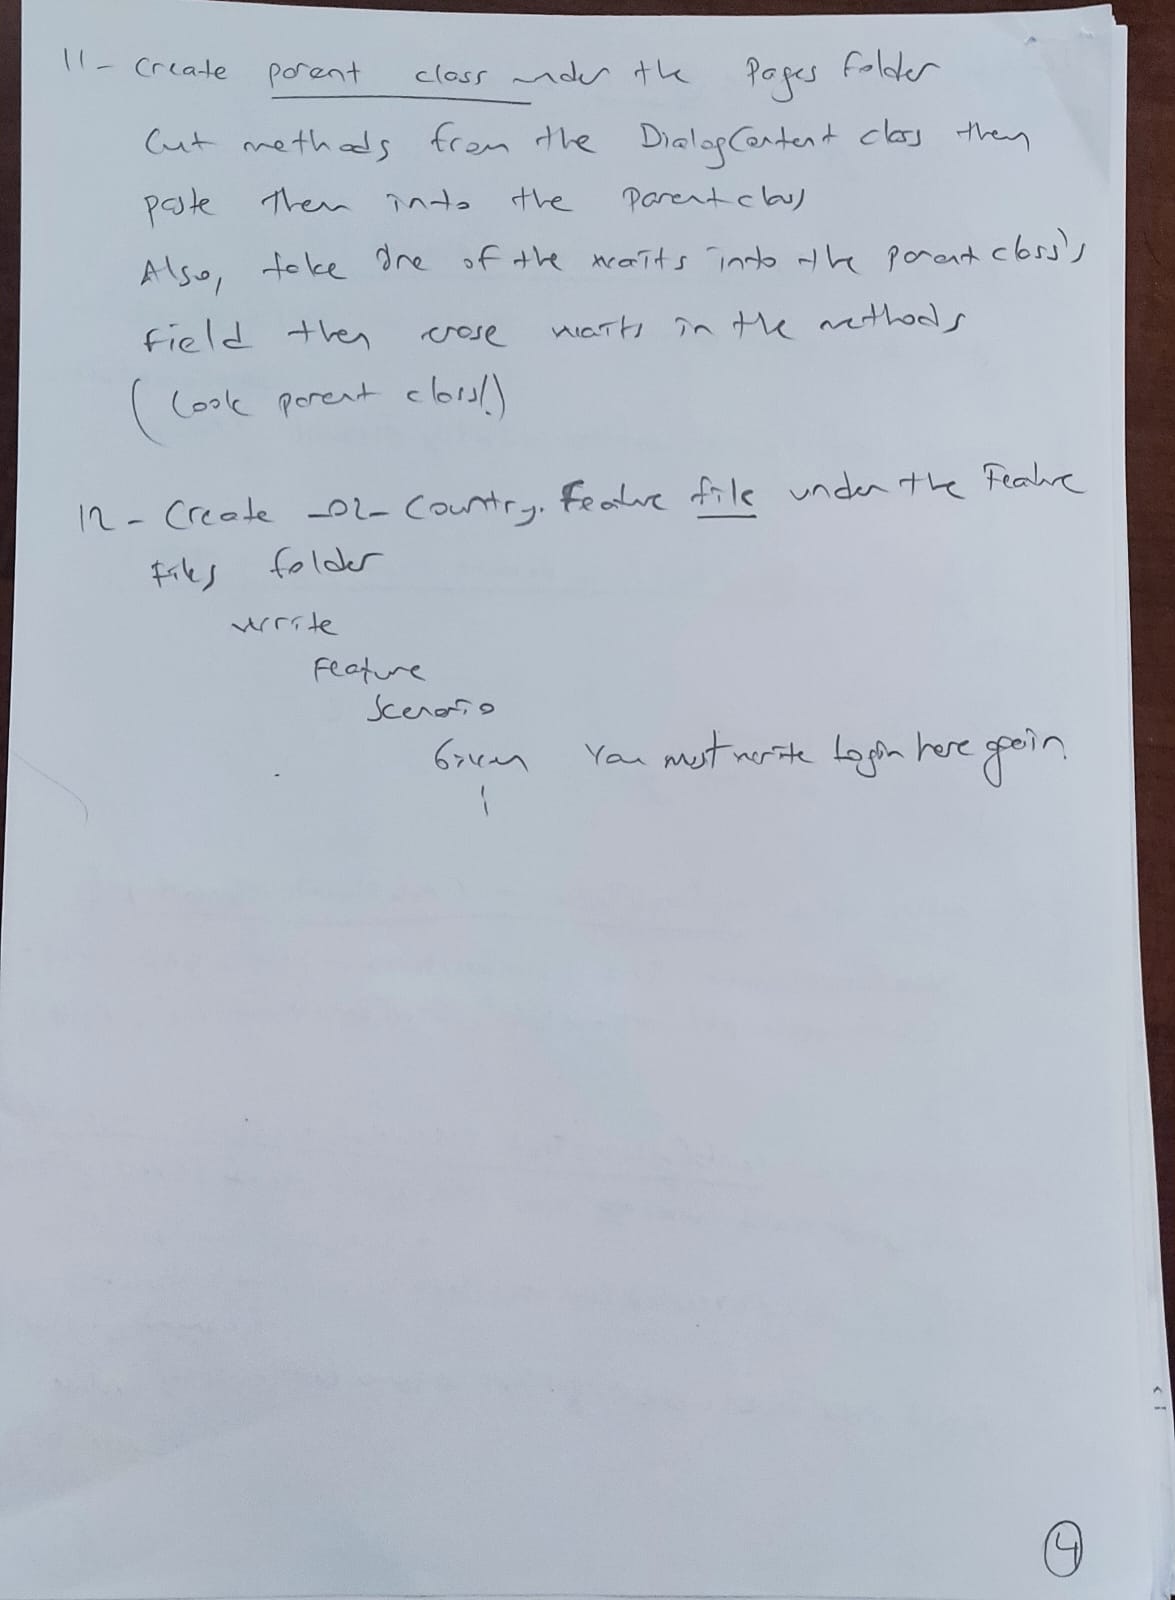 11- Create parent class under the Pages folder
Cut methods from the DialogContent class then
paste them into the Parentclass
Also, take one of the waits into the parent class's
field then erase waits in the methods
(Look parent class!)
12- Create _02_Country.Feature file under the Feature
Files folder
write
Feature
Scenario
Given You must write Login here again
4